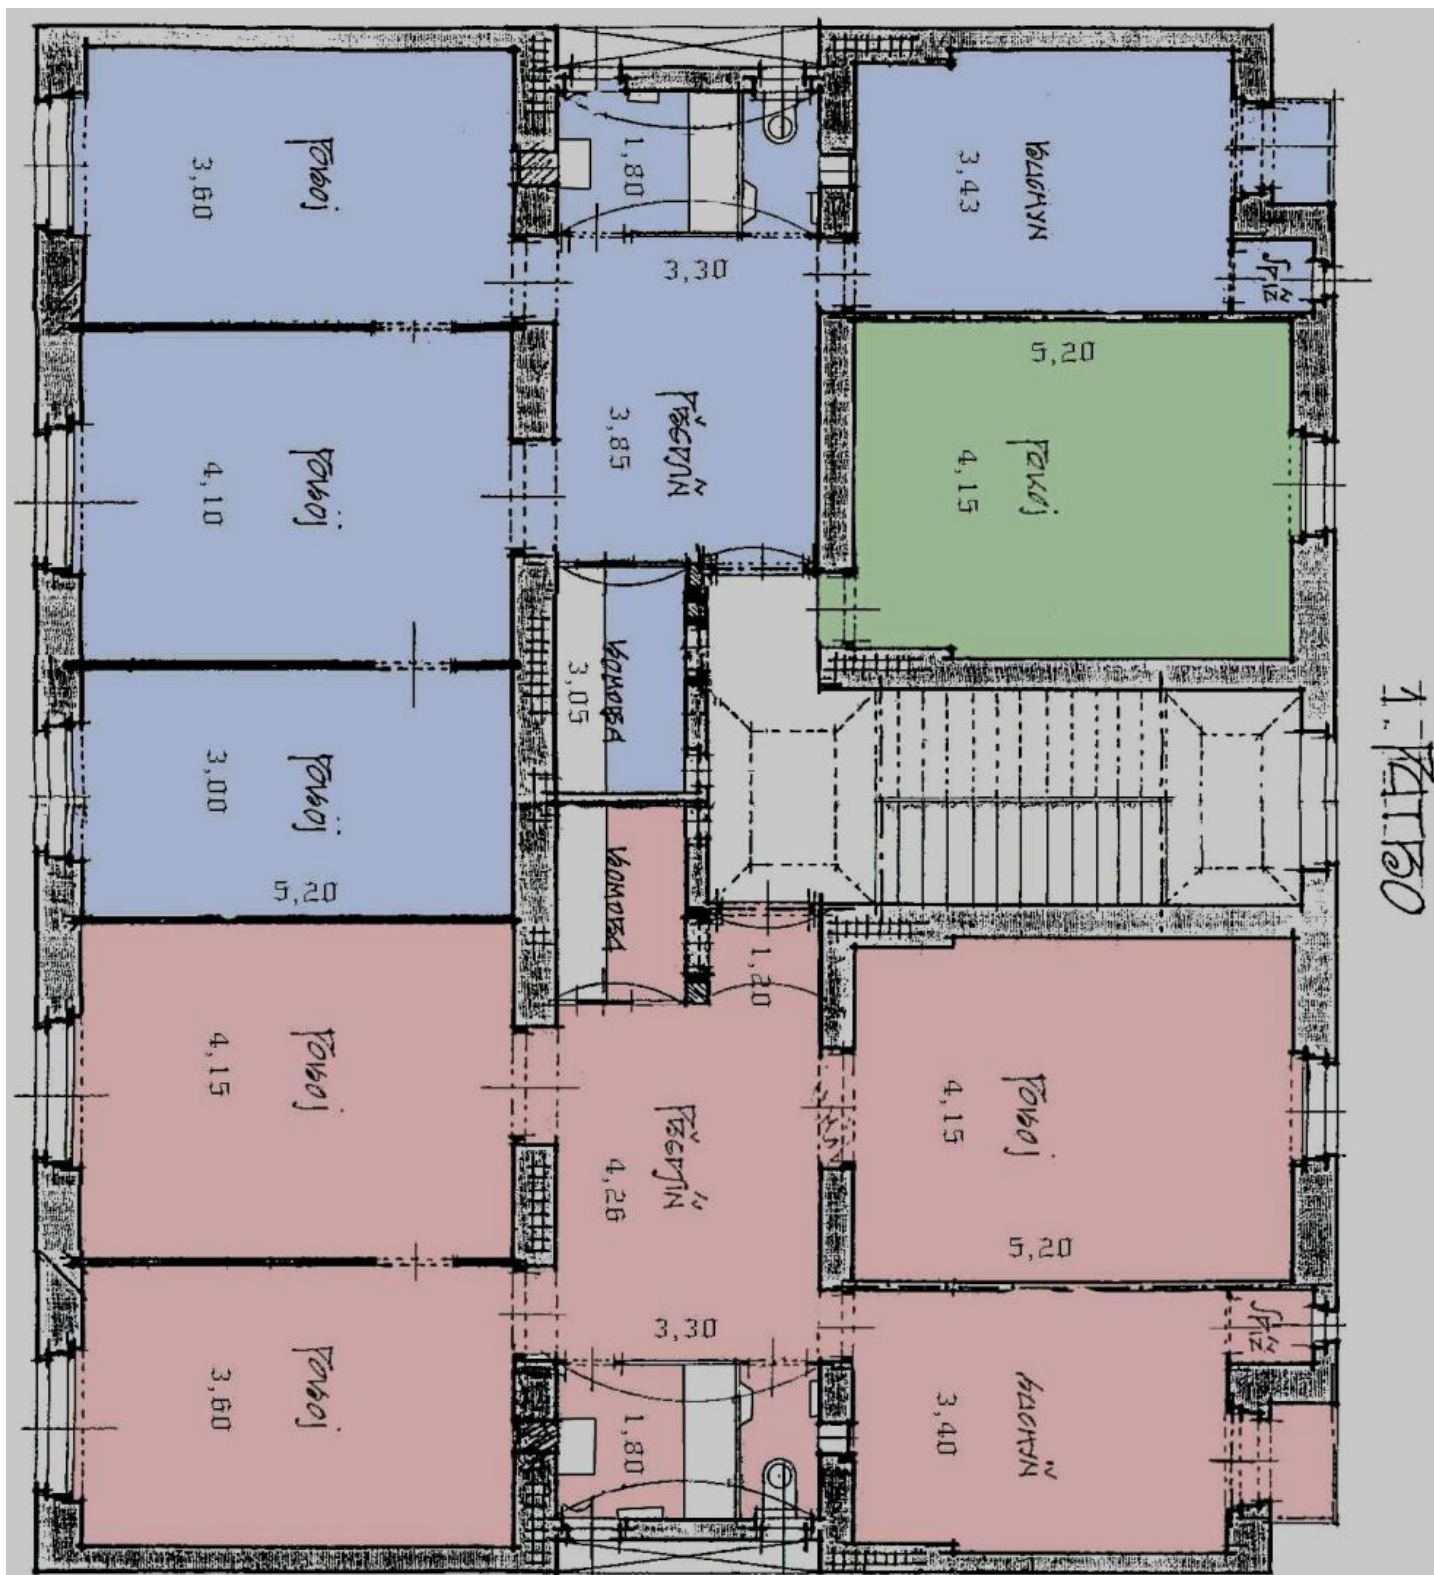 1. PATRO
POKOJ
3,60
1,80
KUCHYŇ
3,43
SPÍŽ
3,30
POKOJ
4,10
PŘEDSÍŇ
3,85
5,20
POKOJ
4,15
POKOJ
3,00
5,20
KOMORA
3,05
KOMORA
1,20
POKOJ
4,15
PŘEDSÍŇ
4,26
3,30
POKOJ
4,15
5,20
SPÍŽ
POKOJ
3,60
1,80
KUCHYŇ
3,40